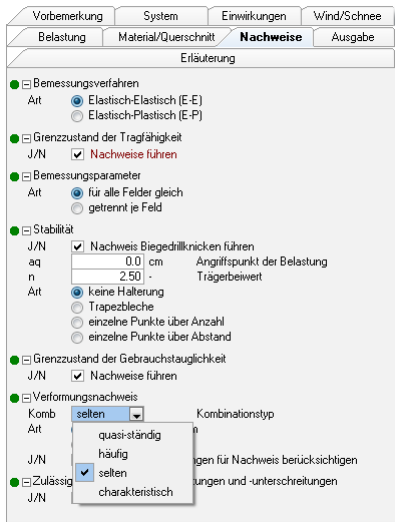 Vorbemerkung System Einwirkungen Wind/Schnee
Belastung Material/Querschnitt Nachweise Ausgabe
Erläuterung
Bemessungsverfahren
Art Elastisch-Elastisch (E-E)
Elastisch-Plastisch (E-P)
Grenzzustand der Tragfähigkeit
J/N Nachweise führen
Bemessungsparameter
Art für alle Felder gleich
getrennt je Feld
Stabilität
J/N Nachweis Biegedrillknicken führen
aq 0.0 cm Angriffspunkt der Belastung
n 2.50 - Trägerbeiwert
Art keine Halterung
Trapezbleche
einzelne Punkte über Anzahl
einzelne Punkte über Abstand
Grenzzustand der Gebrauchstauglichkeit
J/N Nachweise führen
Verformungsnachweis
Komb selten Kombinationstyp
Art
quasi-ständig
häufig
J/N gen für Nachweis berücksichtigen
selten
Zulässig ungen und -unterschreitungen
J/N charakteristisch